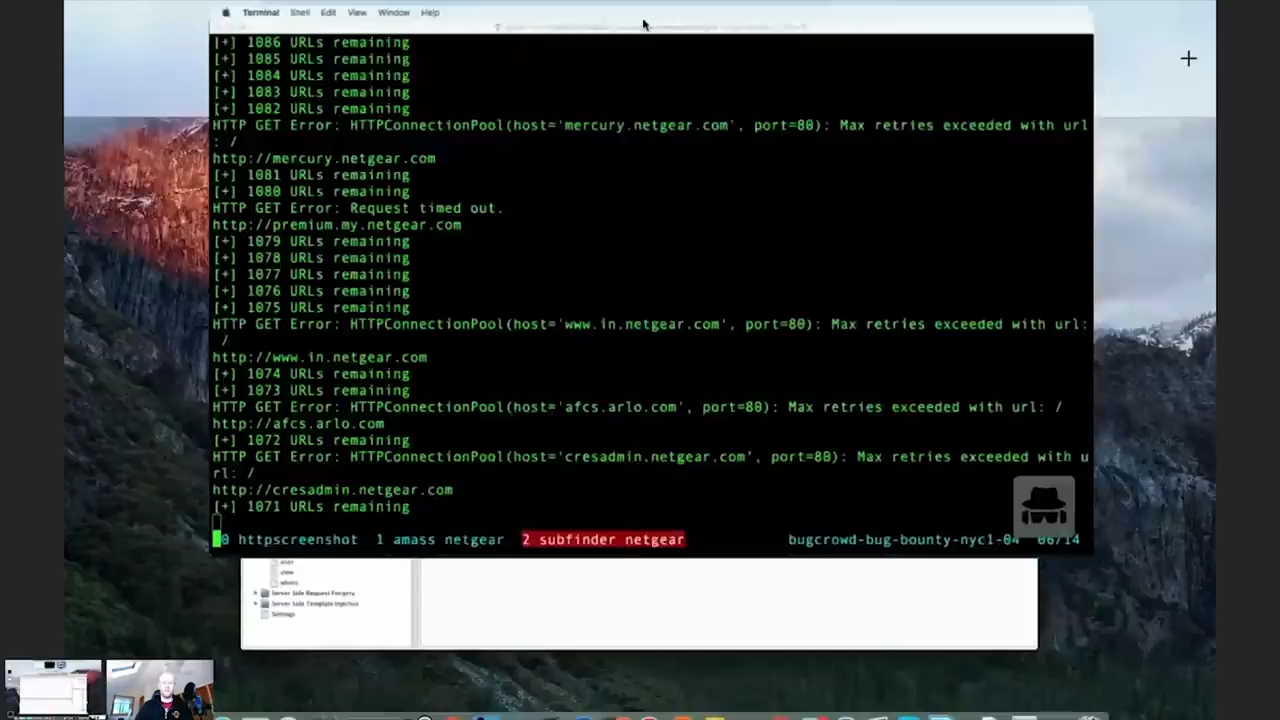 Terminal Shell Edit View Window Help
[+] 1086 URLs remaining
[+] 1085 URLs remaining
[+] 1084 URLs remaining
[+] 1083 URLs remaining
[+] 1082 URLs remaining
HTTP GET Error: HTTPConnectionPool(host='mercury.netgear.com', port=80): Max retries exceeded with url
: /
http://mercury.netgear.com
[+] 1081 URLs remaining
[+] 1080 URLs remaining
HTTP GET Error: Request timed out.
http://premium.my.netgear.com
[+] 1079 URLs remaining
[+] 1078 URLs remaining
[+] 1077 URLs remaining
[+] 1076 URLs remaining
[+] 1075 URLs remaining
HTTP GET Error: HTTPConnectionPool(host='www.in.netgear.com', port=80): Max retries exceeded with url:
/
http://www.in.netgear.com
[+] 1074 URLs remaining
[+] 1073 URLs remaining
HTTP GET Error: HTTPConnectionPool(host='afcs.arlo.com', port=80): Max retries exceeded with url: /
http://afcs.arlo.com
[+] 1072 URLs remaining
HTTP GET Error: HTTPConnectionPool(host='cresadmin.netgear.com', port=80): Max retries exceeded with u
rl: /
http://cresadmin.netgear.com
[+] 1071 URLs remaining
0 httpscreenshot 1 amass netgear 2 subfinder netgear bugcrowd-bug-bounty-nyc1-04 06/14
view
admins
Server Side Request Forgery
Server Side Template Injection
Settings